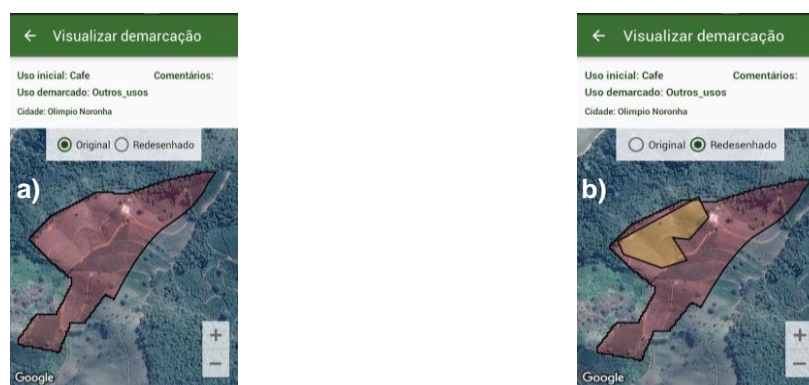 ← Visualizar demarcação
Uso inicial: Cafe Comentários:
Uso demarcado: Outros_usos
Cidade: Olimpio Noronha
Original Redesenhado
a)
+
−
Google
← Visualizar demarcação
Uso inicial: Cafe Comentários:
Uso demarcado: Outros_usos
Cidade: Olimpio Noronha
Original Redesenhado
b)
+
−
Google